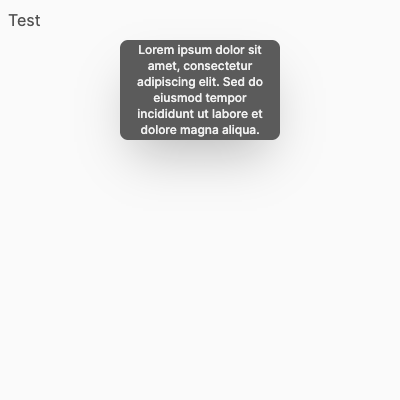 Test
Lorem ipsum dolor sit
amet, consectetur
adipiscing elit. Sed do
eiusmod tempor
incididunt ut labore et
dolore magna aliqua.